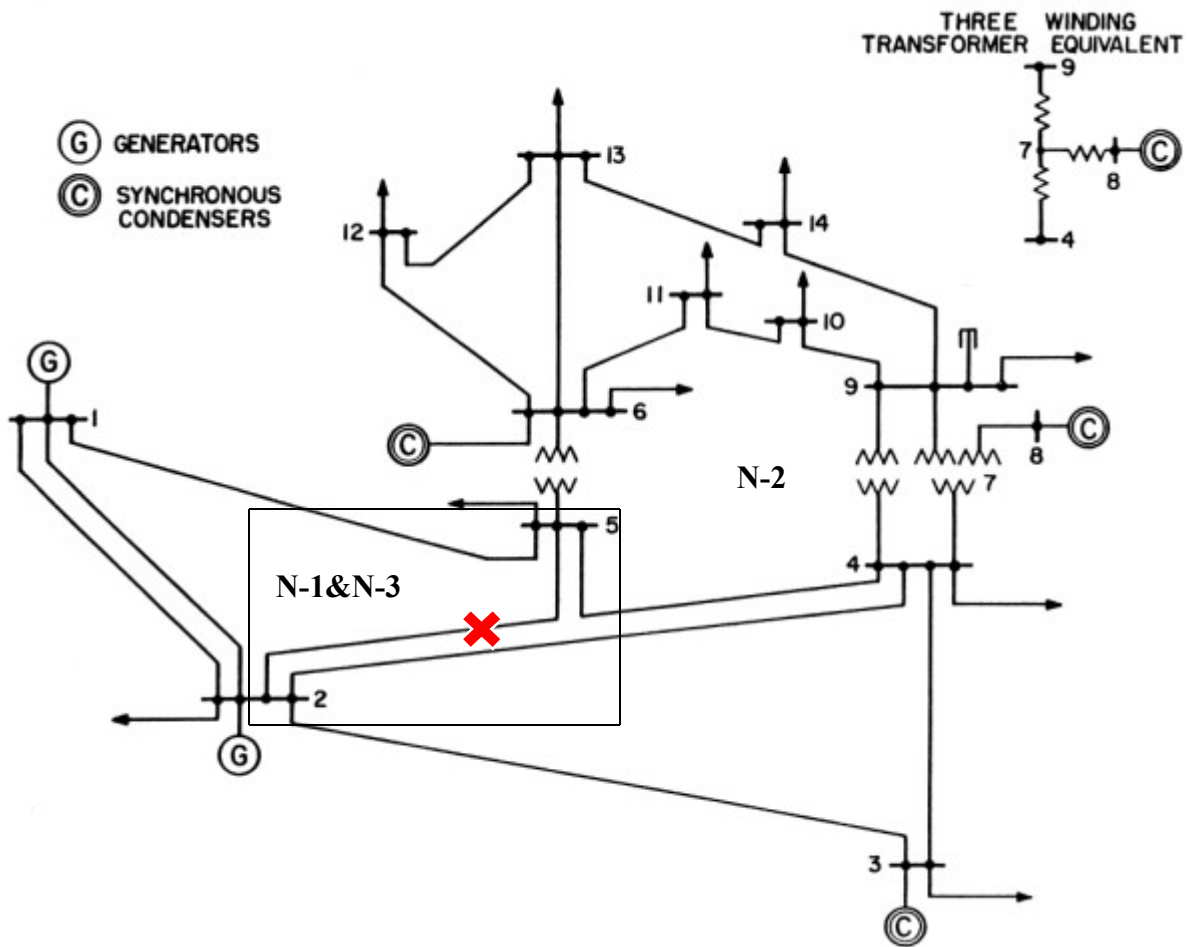 THREE WINDING
TRANSFORMER EQUIVALENT
9
7
8
C
4
G GENERATORS
C SYNCHRONOUS
CONDENSERS
13
12
14
11
10
G
1
6
9
C
8
C
N-2
7
5
4
N-1&N-3
2
G
3
C